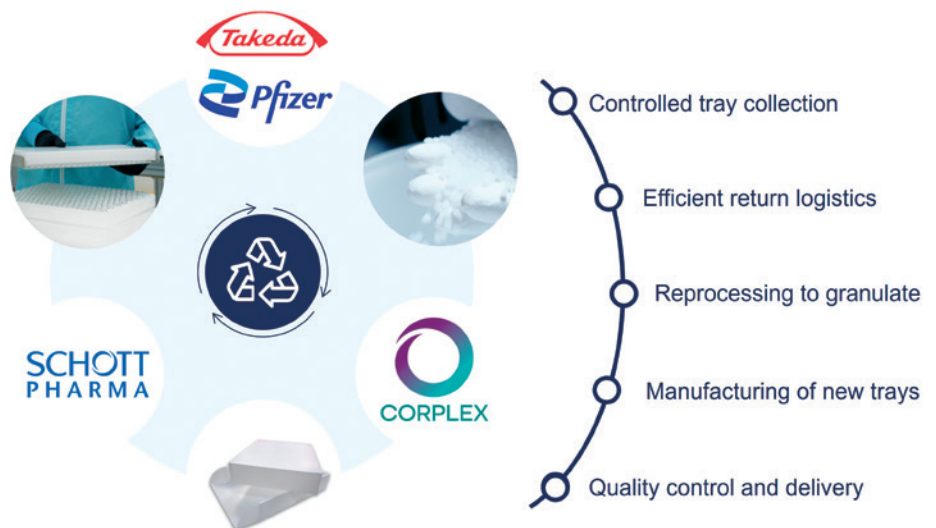 Takeda
Pfizer
SCHOTT
PHARMA
CORPLEX
Controlled tray collection
Efficient return logistics
Reprocessing to granulate
Manufacturing of new trays
Quality control and delivery